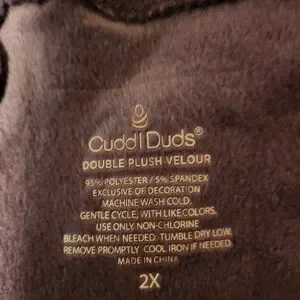 Cuddl Duds®
DOUBLE PLUSH VELOUR
95% POLYESTER / 5% SPANDEX
EXCLUSIVE OF DECORATION
MACHINE WASH COLD,
GENTLE CYCLE, WITH LIKE COLORS.
USE ONLY NON-CHLORINE
BLEACH WHEN NEEDED. TUMBLE DRY LOW.
REMOVE PROMPTLY. COOL IRON IF NEEDED.
MADE IN CHINA
2X